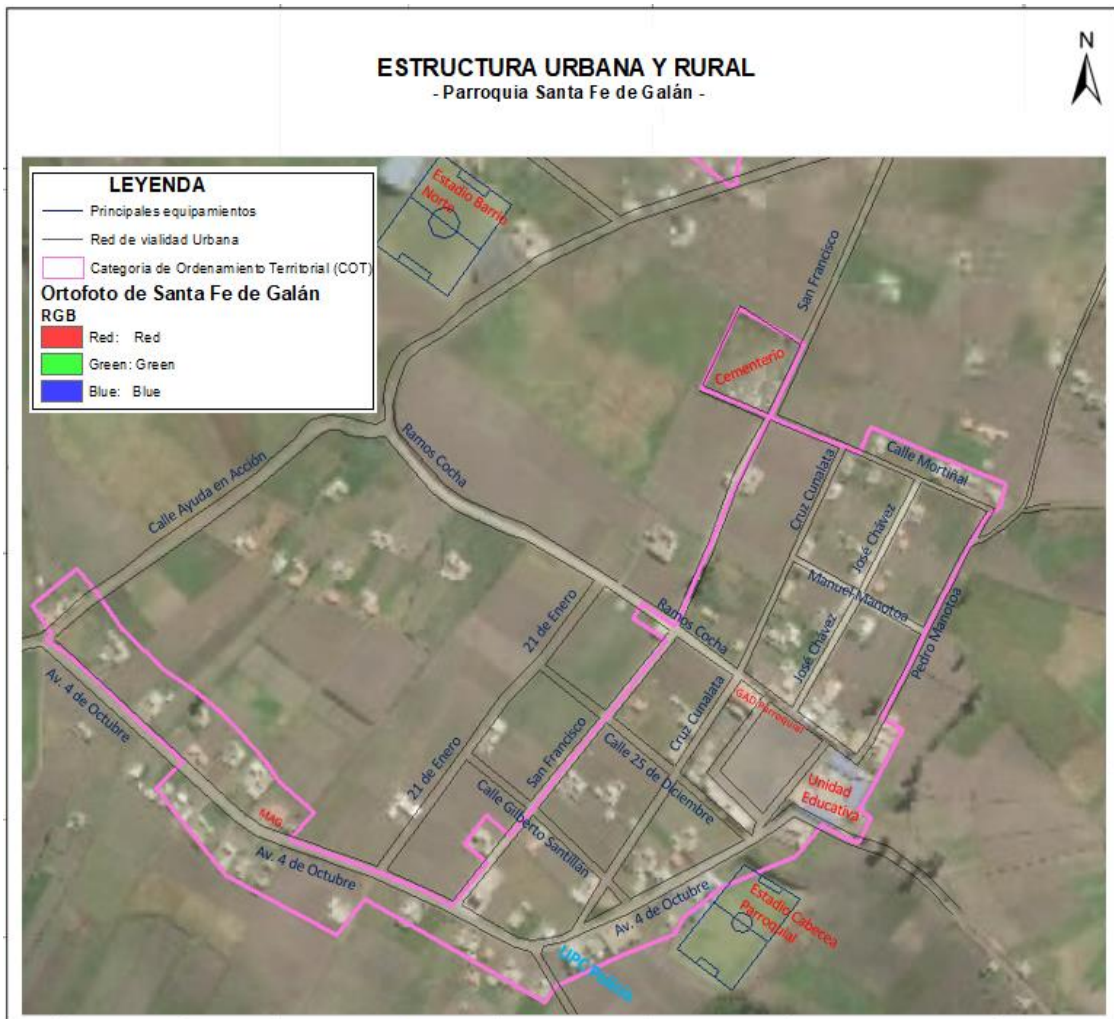 ESTRUCTURA URBANA Y RURAL
- Parroquia Santa Fe de Galán -
N
LEYENDA
Principales equipamientos
Red de vialidad Urbana
Categoria de Ordenamiento Territorial (COT)
Ortofoto de Santa Fe de Galán
RGB
Red: Red
Green: Green
Blue: Blue
Estadio Barrio
Norte
San Francisco
Cementerio
Ramos Cocha
Calle Ayuda en Acción
Cruz Cunalata
Calle Mortiñal
José Chávez
Manuel Manotoa
Pedro Manotoa
21 de Enero
Ramos Cocha
José Chávez
Av. 4 de Octubre
Cruz Cunalata
GAD Parroquial
San Francisco
Calle 25 de Diciembre
21 de Enero
Calle Gilberto Santillán
Unidad
Educativa
MAG
Av. 4 de Octubre
Av. 4 de Octubre
Estadio Cabecea
Parroquial
UPC